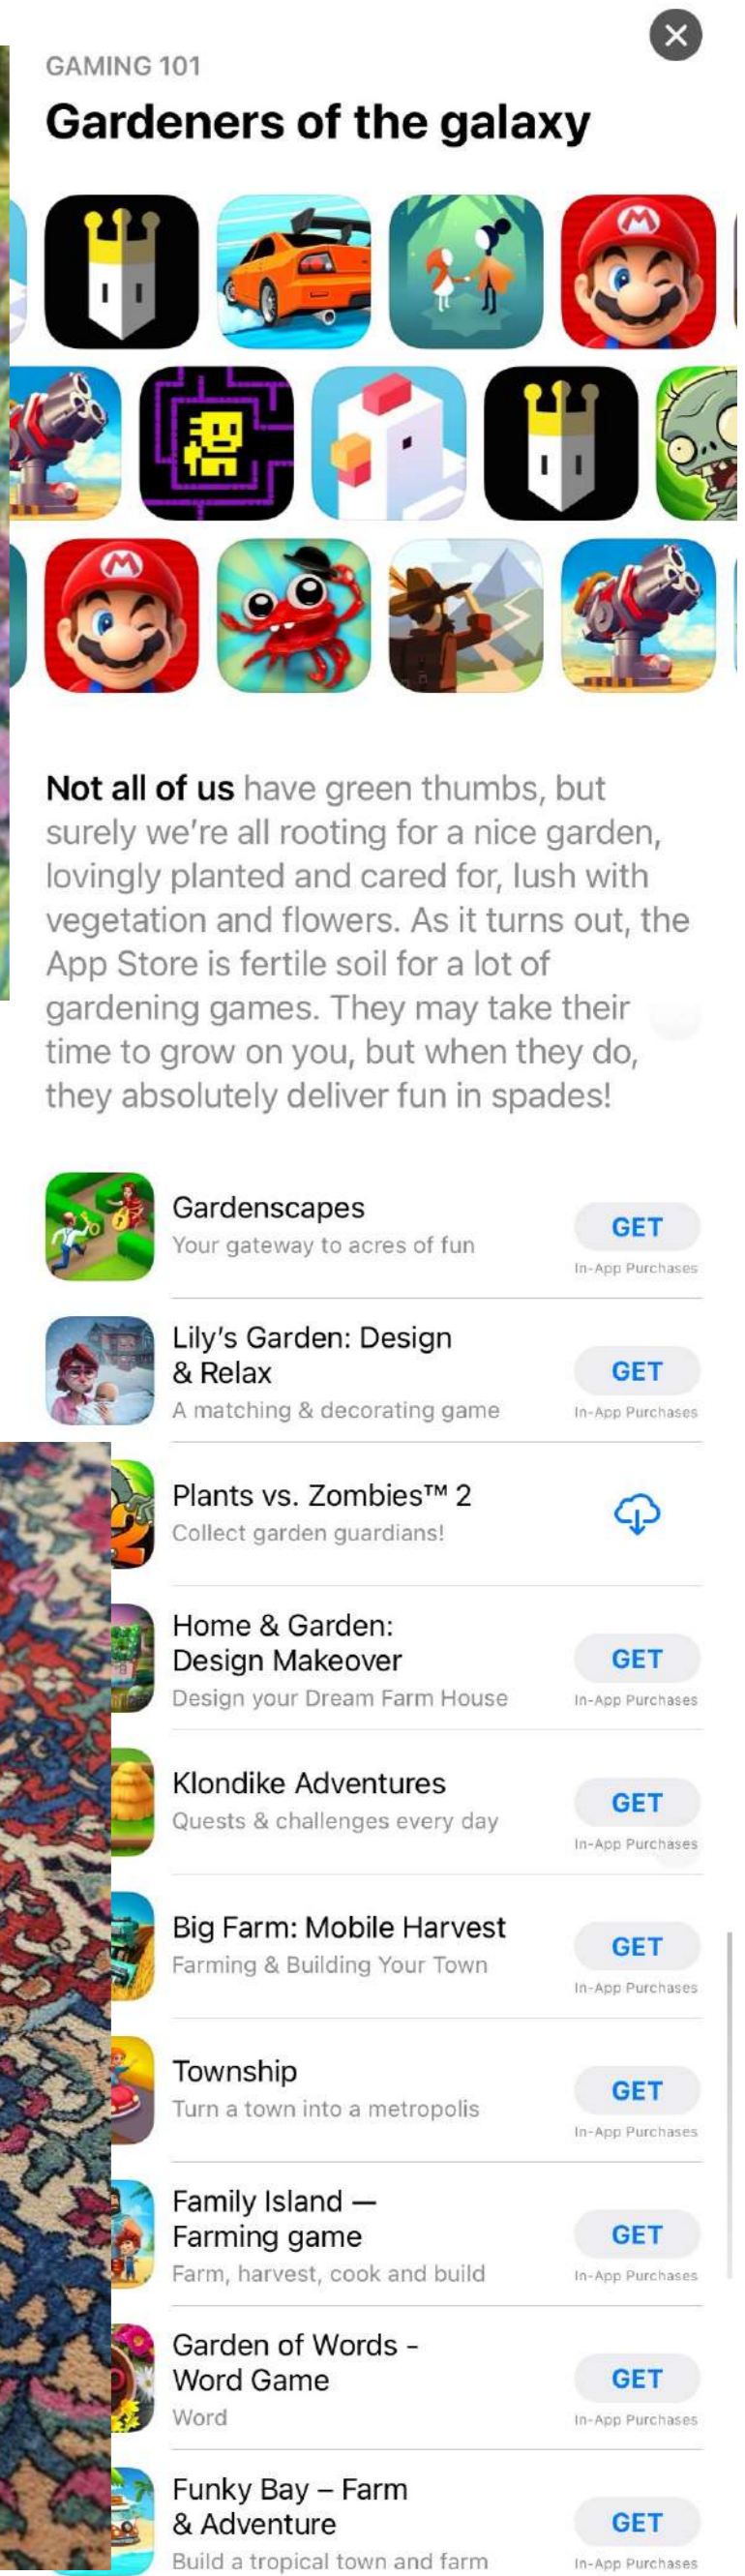 GAMING 101
Gardeners of the galaxy
M
M
Not all of us have green thumbs, but
surely we're all rooting for a nice garden,
lovingly planted and cared for, lush with
vegetation and flowers. As it turns out, the
App Store is fertile soil for a lot of
gardening games. They may take their
time to grow on you, but when they do,
they absolutely deliver fun in spades!
Gardenscapes
Your gateway to acres of fun
GET
In-App Purchases
Lily's Garden: Design
& Relax
A matching & decorating game
GET
In-App Purchases
2
Plants vs. Zombies™ 2
Collect garden guardians!
Home & Garden:
Design Makeover
Design your Dream Farm House
GET
In-App Purchases
Klondike Adventures
Quests & challenges every day
GET
In-App Purchases
Big Farm: Mobile Harvest
Farming & Building Your Town
GET
In-App Purchases
Township
Turn a town into a metropolis
GET
In-App Purchases
Family Island —
Farming game
Farm, harvest, cook and build
GET
In-App Purchases
Garden of Words -
Word Game
Word
GET
In-App Purchases
Funky Bay – Farm
& Adventure
Build a tropical town and farm
GET
In-App Purchases